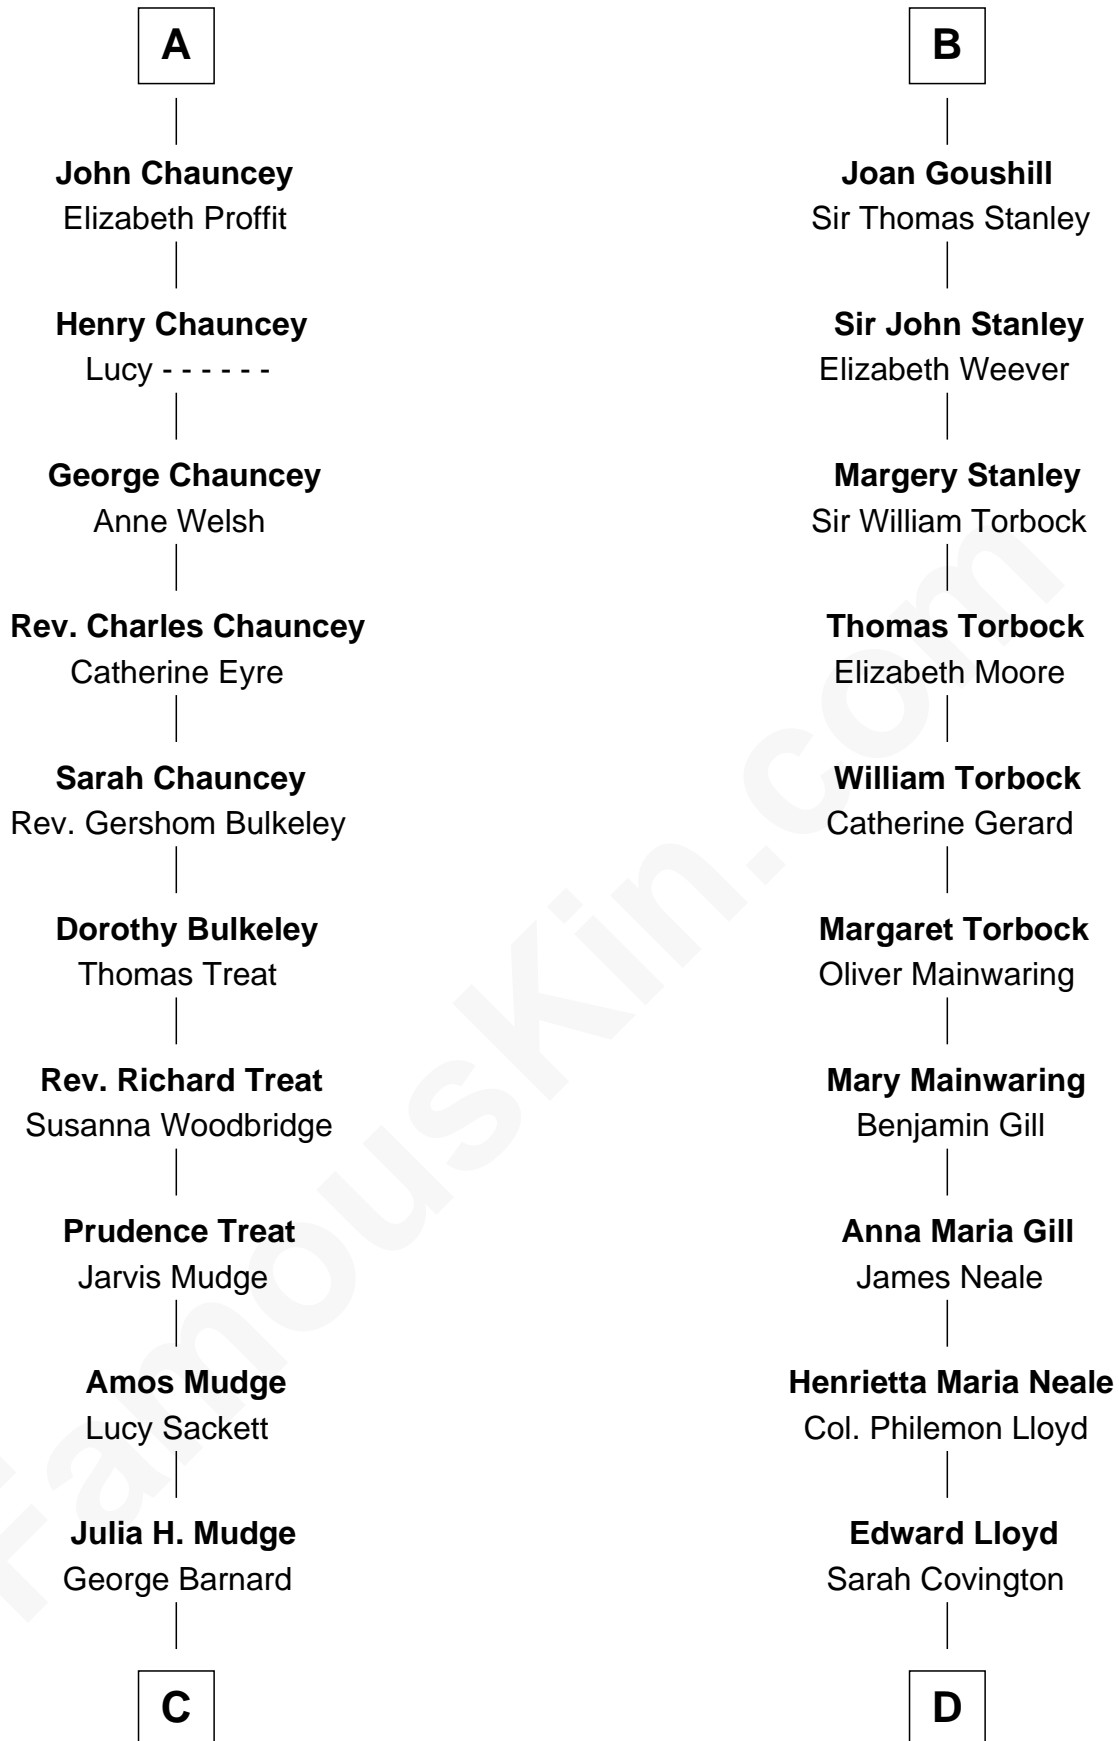 A
John Chauncey
Elizabeth Proffit
Henry Chauncey
Lucy - - - - - -
George Chauncey
Anne Welsh
Rev. Charles Chauncey
Catherine Eyre
Sarah Chauncey
Rev. Gershom Bulkeley
Dorothy Bulkeley
Thomas Treat
Rev. Richard Treat
Susanna Woodbridge
Prudence Treat
Jarvis Mudge
Amos Mudge
Lucy Sackett
Julia H. Mudge
George Barnard
C
B
Joan Goushill
Sir Thomas Stanley
Sir John Stanley
Elizabeth Weever
Margery Stanley
Sir William Torbock
Thomas Torbock
Elizabeth Moore
William Torbock
Catherine Gerard
Margaret Torbock
Oliver Mainwaring
Mary Mainwaring
Benjamin Gill
Anna Maria Gill
James Neale
Henrietta Maria Neale
Col. Philemon Lloyd
Edward Lloyd
Sarah Covington
D
FamousKin.com